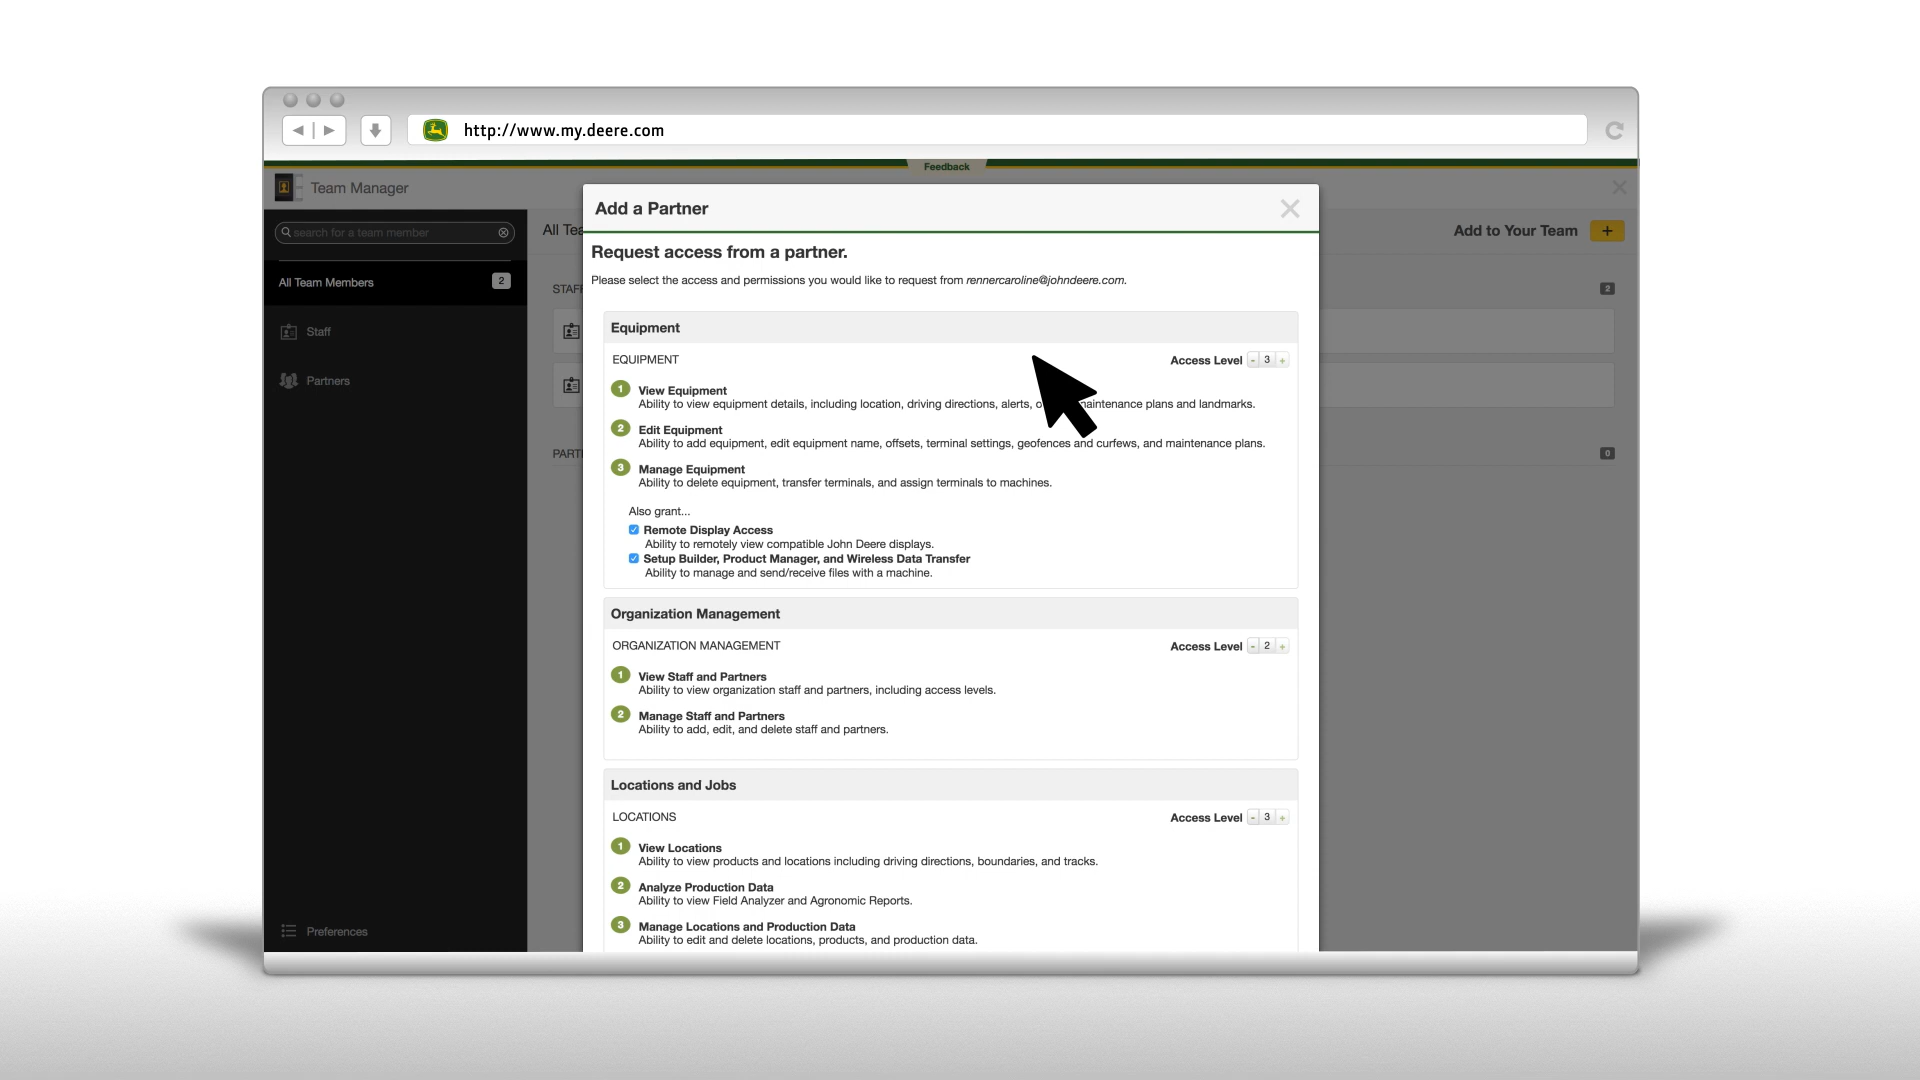 http://www.my.deere.com
Feedback
Team Manager
search for a team member
All Team Members 2
Staff
Partners
Preferences
All Tea
Add to Your Team +
STAFF
2
PART
0
Add a Partner
Request access from a partner.
Please select the access and permissions you would like to request from rennercaroline@johndeere.com.
Equipment
EQUIPMENT
Access Level - 3 +
1 View Equipment
Ability to view equipment details, including location, driving directions, alerts, maintenance plans and landmarks.
2 Edit Equipment
Ability to add equipment, edit equipment name, offsets, terminal settings, geofences and curfews, and maintenance plans.
3 Manage Equipment
Ability to delete equipment, transfer terminals, and assign terminals to machines.
Also grant...
Remote Display Access
Ability to remotely view compatible John Deere displays.
Setup Builder, Product Manager, and Wireless Data Transfer
Ability to manage and send/receive files with a machine.
Organization Management
ORGANIZATION MANAGEMENT
Access Level - 2 +
1 View Staff and Partners
Ability to view organization staff and partners, including access levels.
2 Manage Staff and Partners
Ability to add, edit, and delete staff and partners.
Locations and Jobs
LOCATIONS
Access Level - 3 +
1 View Locations
Ability to view products and locations including driving directions, boundaries, and tracks.
2 Analyze Production Data
Ability to view Field Analyzer and Agronomic Reports.
3 Manage Locations and Production Data
Ability to edit and delete locations, products, and production data.